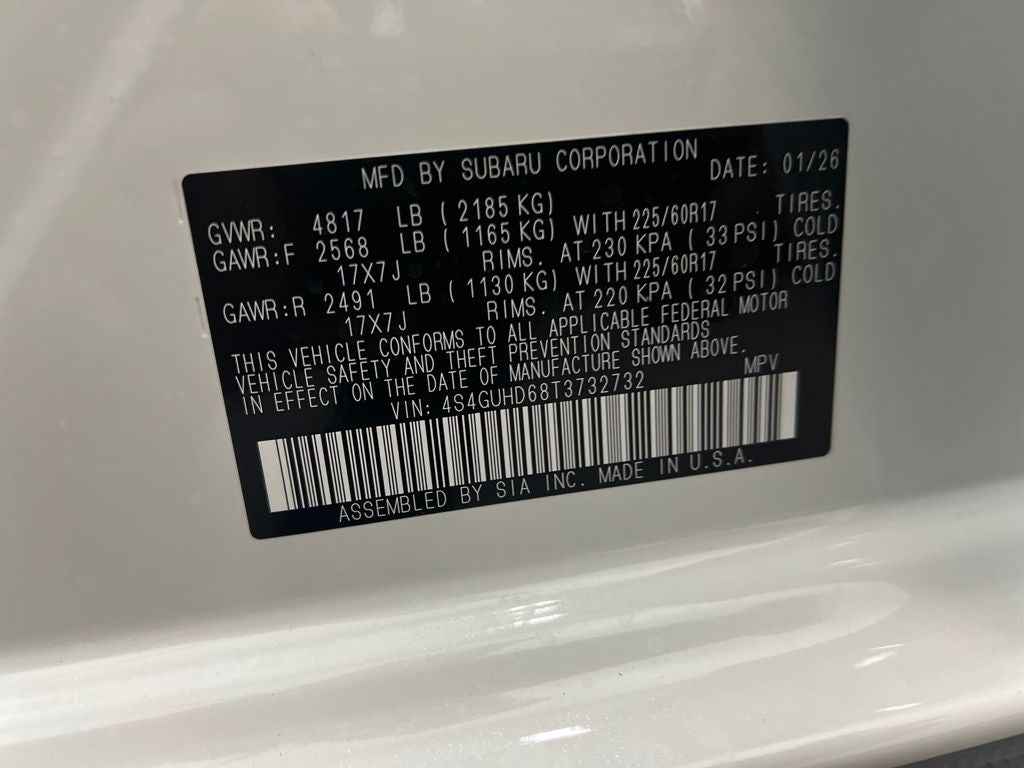 MFD BY SUBARU CORPORATION DATE: 01/26
GVWR: 4817 LB (2185 KG)
GAWR:F 2568 LB (1165 KG) WITH 225/60R17 TIRES.
17X7J RIMS. AT 230 KPA (33 PSI) COLD
GAWR:R 2491 LB (1130 KG) WITH 225/60R17 TIRES.
17X7J RIMS. AT 220 KPA (32 PSI) COLD
THIS VEHICLE CONFORMS TO ALL APPLICABLE FEDERAL MOTOR
VEHICLE SAFETY AND THEFT PREVENTION STANDARDS
IN EFFECT ON THE DATE OF MANUFACTURE SHOWN ABOVE.
VIN: 4S4GUHD68T3732732 MPV
ASSEMBLED BY SIA INC. MADE IN U.S.A.